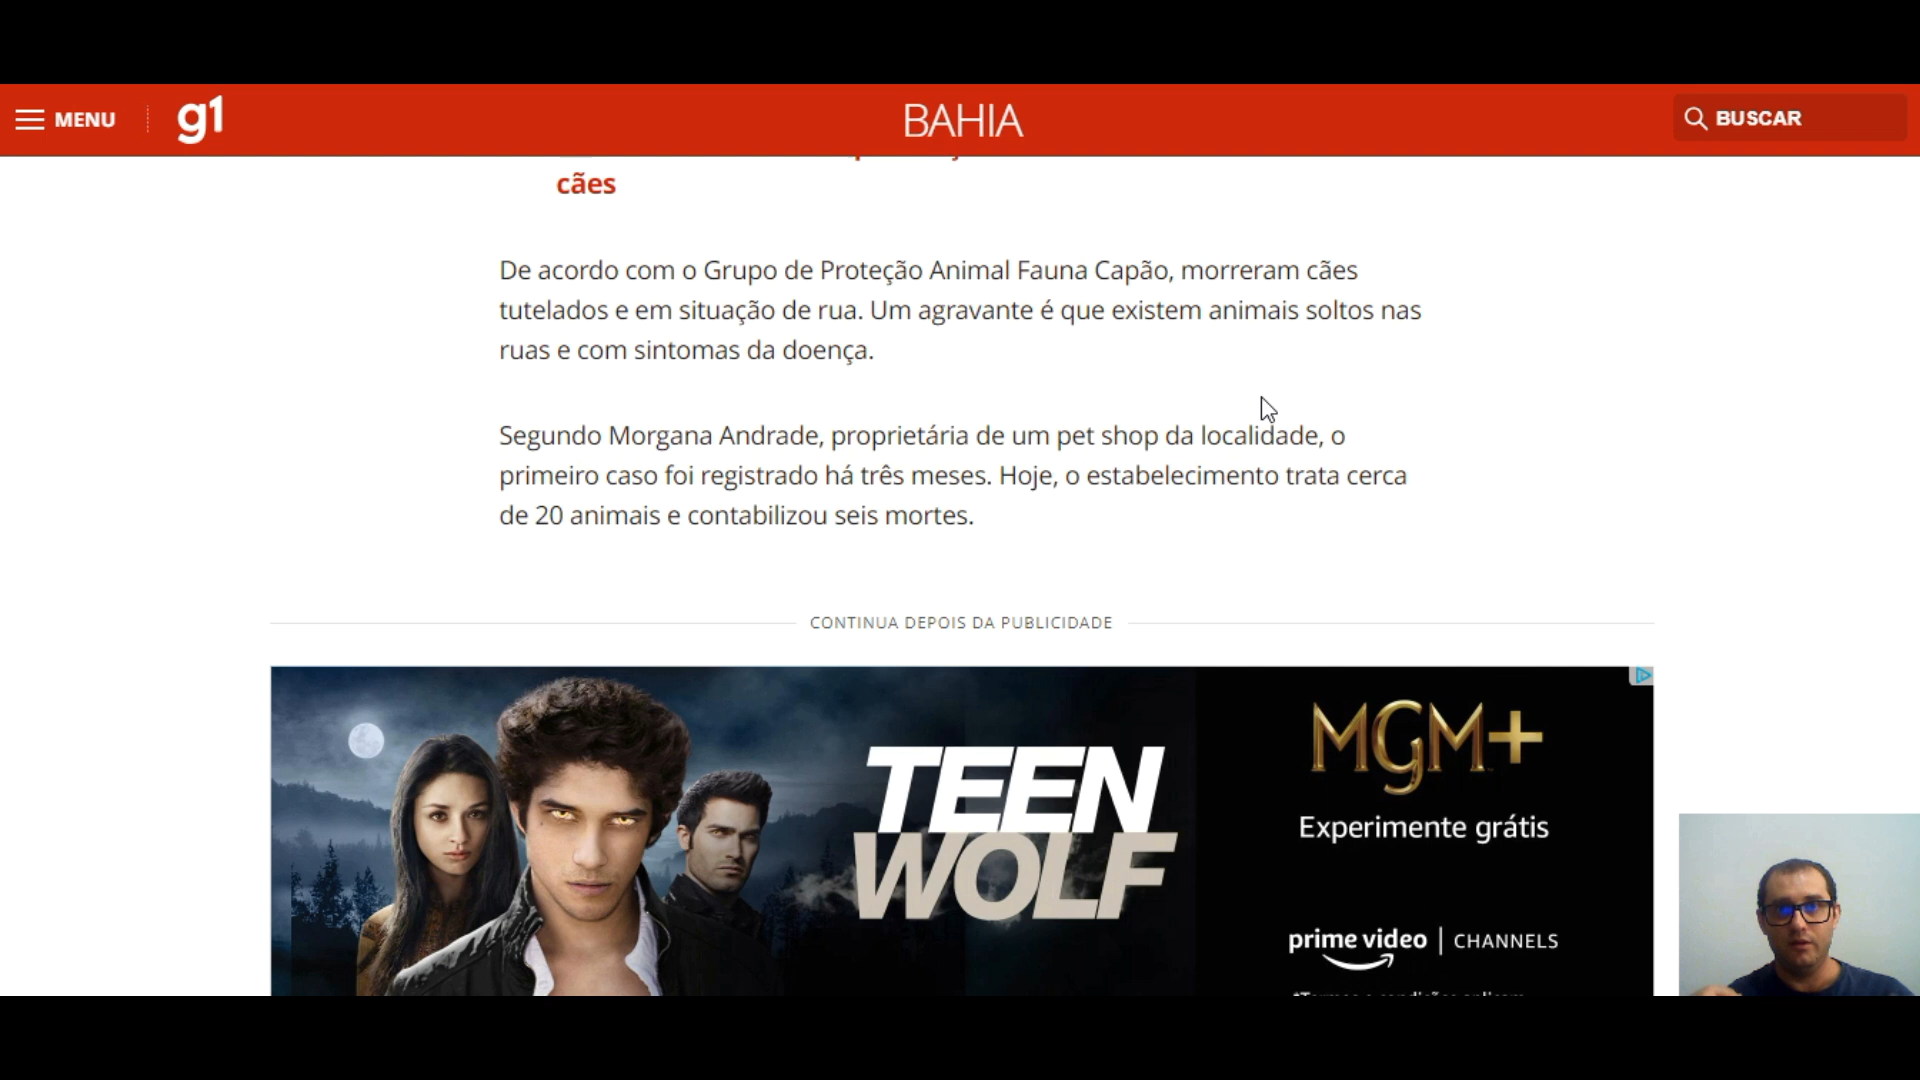 MENU
g1
BAHIA
BUSCAR
cães
De acordo com o Grupo de Proteção Animal Fauna Capão, morreram cães
tutelados e em situação de rua. Um agravante é que existem animais soltos nas
ruas e com sintomas da doença.
Segundo Morgana Andrade, proprietária de um pet shop da localidade, o
primeiro caso foi registrado há três meses. Hoje, o estabelecimento trata cerca
de 20 animais e contabilizou seis mortes.
CONTINUA DEPOIS DA PUBLICIDADE
TEEN
WOLF
MGM+
Experimente grátis
prime video | CHANNELS